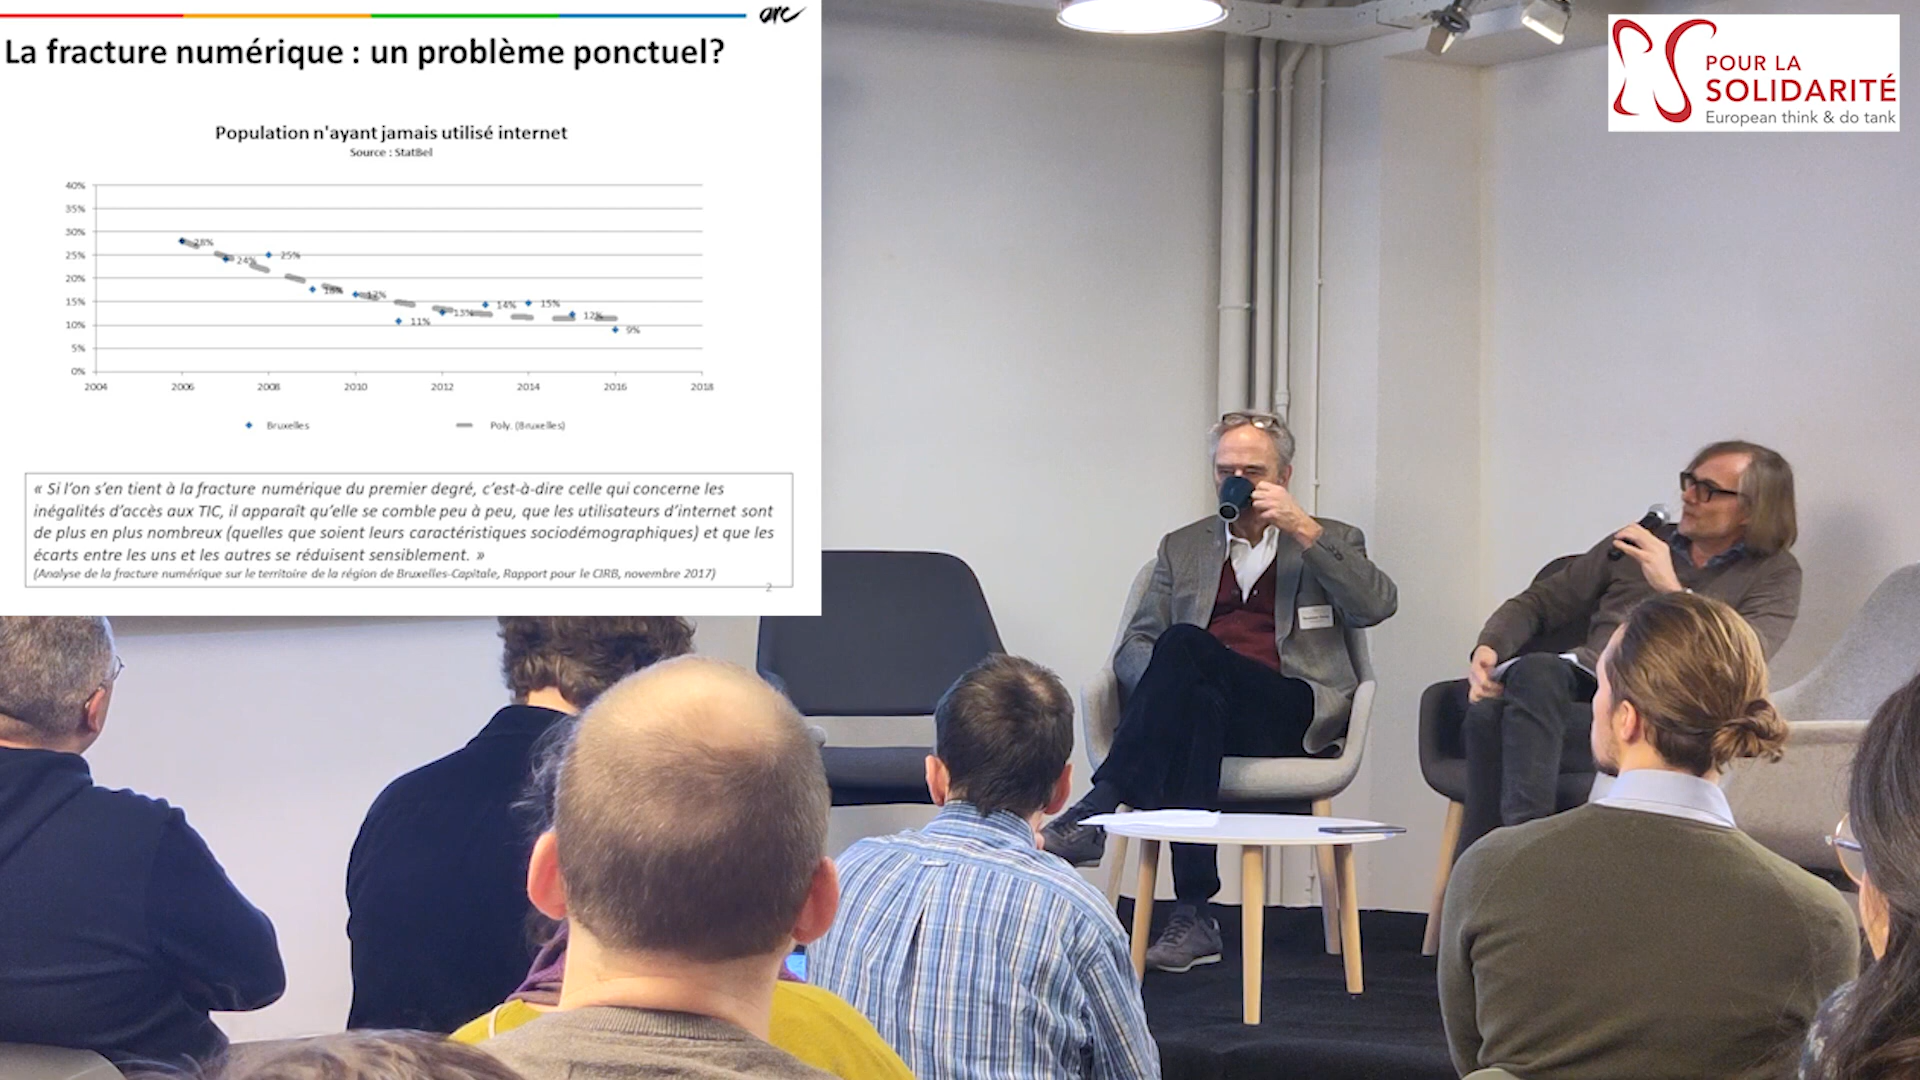 arc
La fracture numérique : un problème ponctuel?
Population n'ayant jamais utilisé internet
Source : StatBel
40%
35%
30%
25%
20%
15%
10%
5%
0%
28%
24%
25%
18%
17%
11%
13%
14%
15%
12%
9%
2004
2006
2008
2010
2012
2014
2016
2018
Bruxelles
Poly. (Bruxelles)
« Si l’on s’en tient à la fracture numérique du premier degré, c’est-à-dire celle qui concerne les
inégalités d’accès aux TIC, il apparaît qu’elle se comble peu à peu, que les utilisateurs d’internet sont
de plus en plus nombreux (quelles que soient leurs caractéristiques sociodémographiques) et que les
écarts entre les uns et les autres se réduisent sensiblement. »
(Analyse de la fracture numérique sur le territoire de la région de Bruxelles-Capitale, Rapport pour le CIRB, novembre 2017)
2
POUR LA
SOLIDARITÉ
European think & do tank